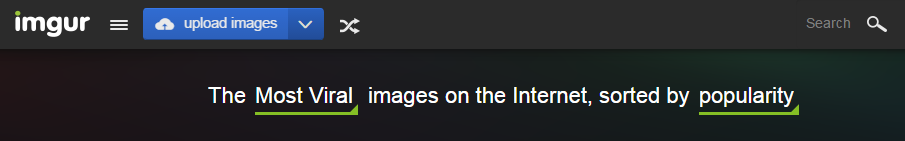 imgur upload images Search
The Most Viral images on the Internet, sorted by popularity